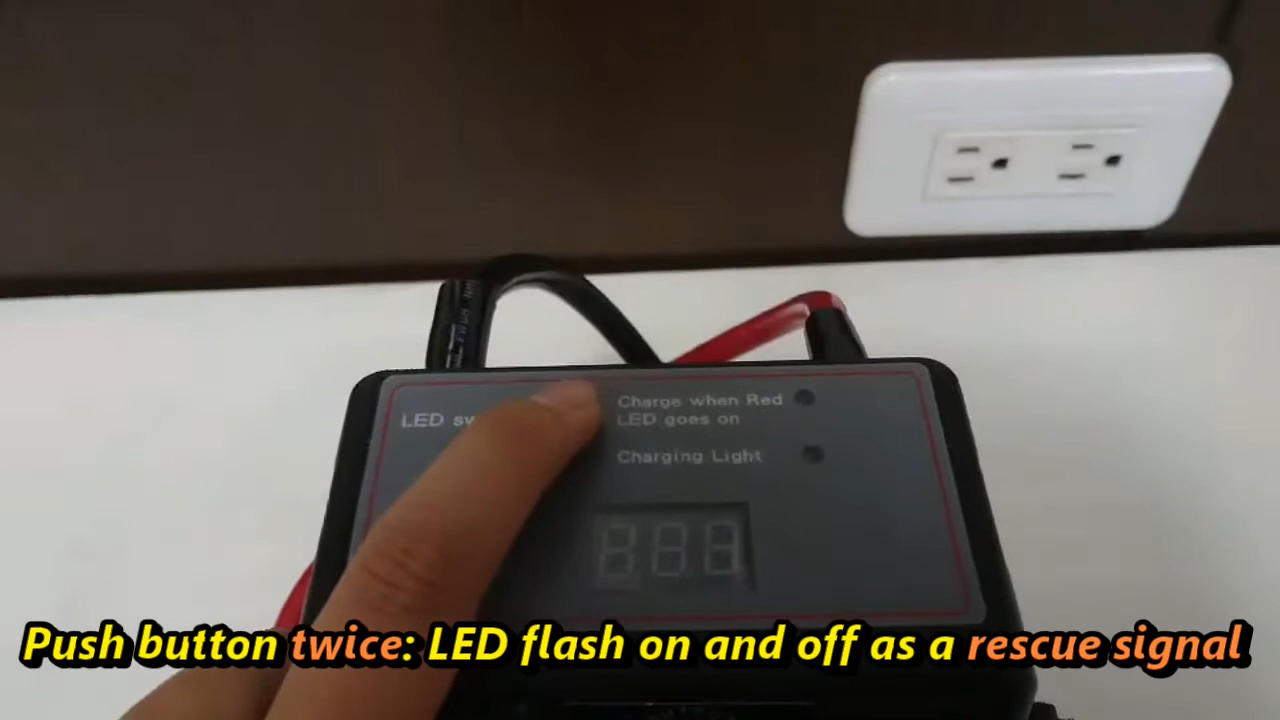 LED
Charge when Red
LED goes on
Charging Light
Push button twice: LED flash on and off as a rescue signal